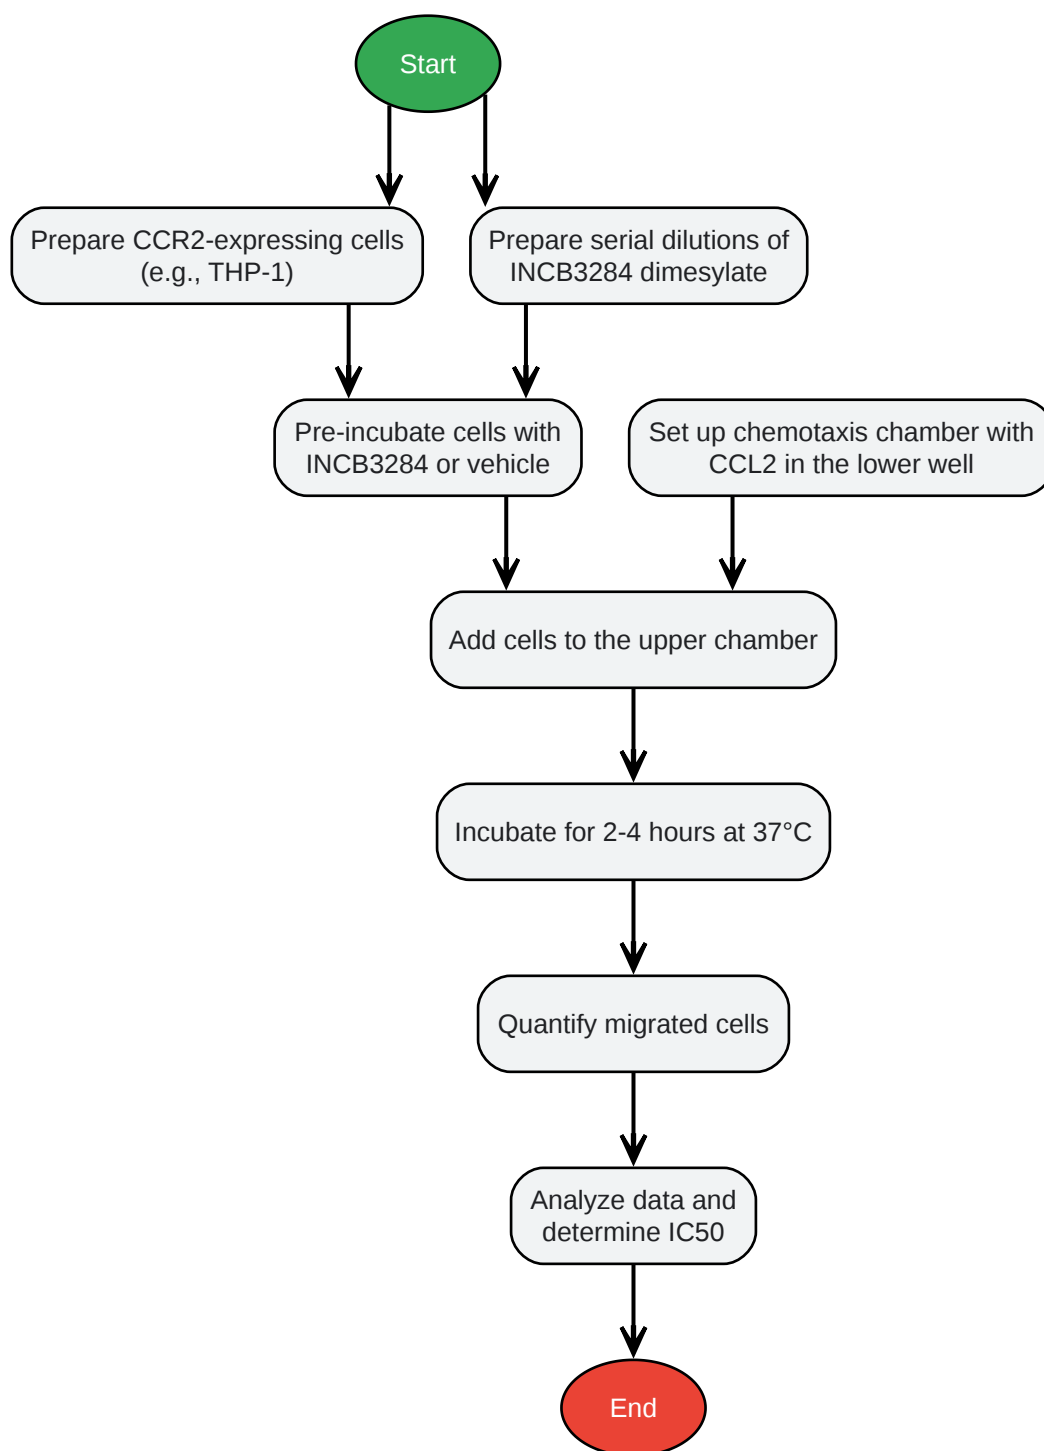 Start
Prepare CCR2-expressing cells
(e.g., THP-1)
Prepare serial dilutions of
INCB3284 dimesylate
Pre-incubate cells with
INCB3284 or vehicle
Set up chemotaxis chamber with
CCL2 in the lower well
Add cells to the upper chamber
Incubate for 2-4 hours at 37°C
Quantify migrated cells
Analyze data and
determine IC50
End